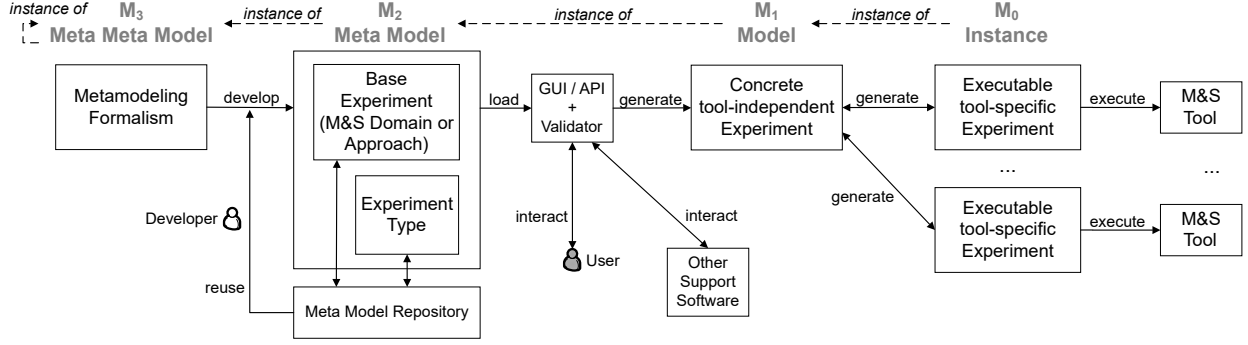 instance of
M3
Meta Meta Model
instance of
M2
Meta Model
instance of
M1
Model
instance of
M0
Instance
Metamodeling
Formalism
develop
Base
Experiment
(M&S Domain or
Approach)
Experiment
Type
load
GUI / API
+
Validator
generate
Concrete
tool-independent
Experiment
generate
Executable
tool-specific
Experiment
execute
M&S
Tool
...
...
generate
Executable
tool-specific
Experiment
execute
M&S
Tool
Developer
reuse
Meta Model Repository
interact
User
interact
Other
Support
Software